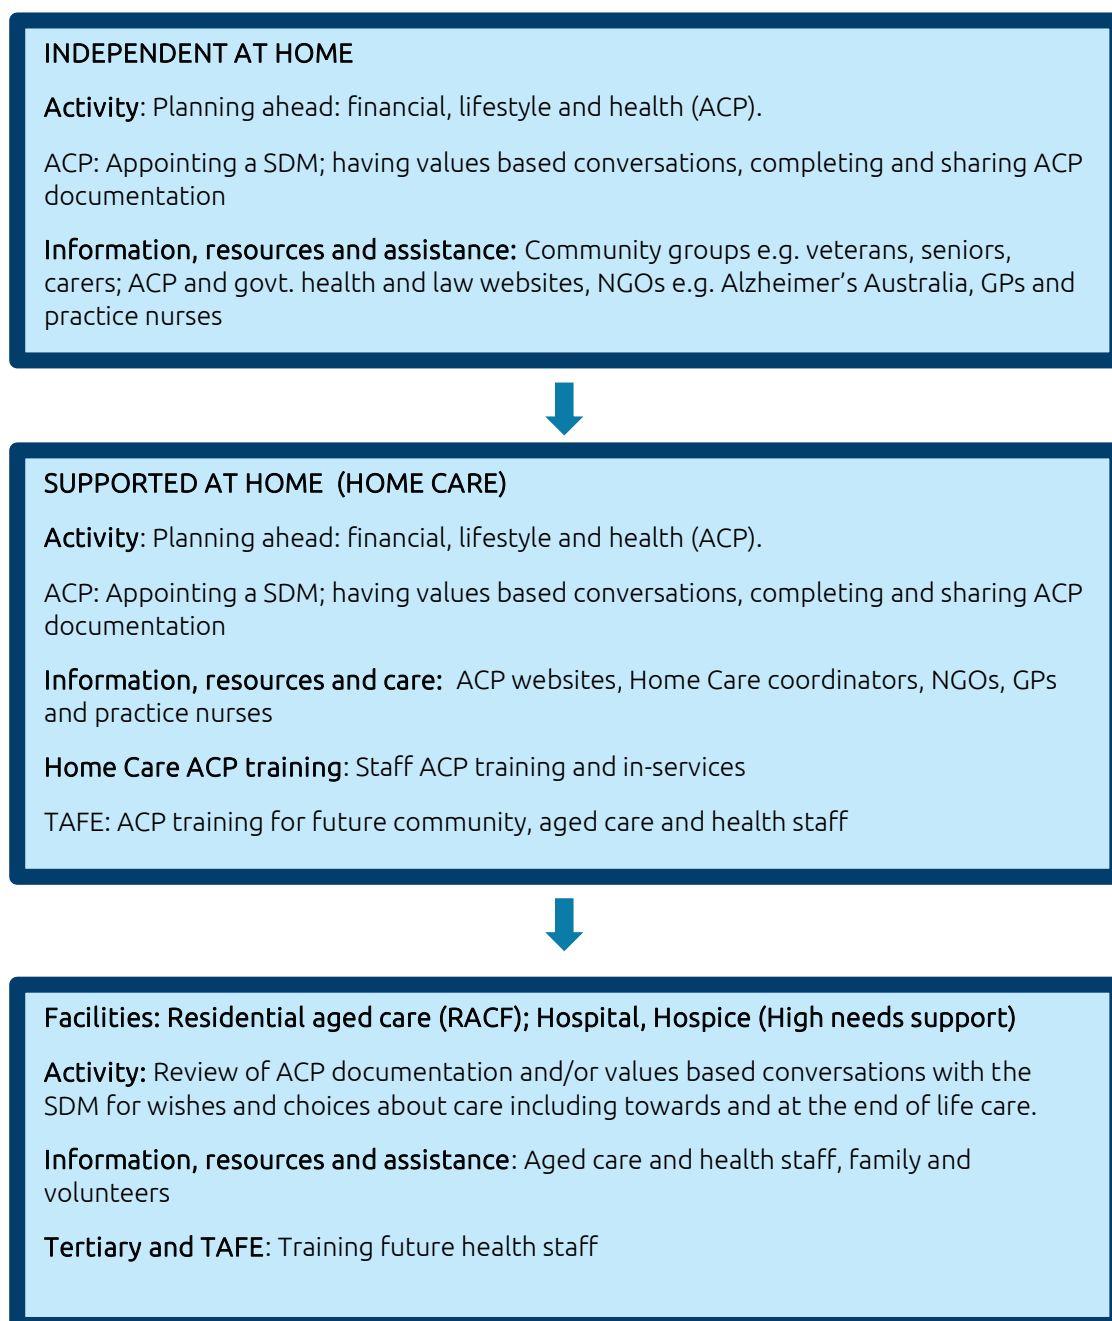 INDEPENDENT AT HOME
Activity: Planning ahead: financial, lifestyle and health (ACP).
ACP: Appointing a SDM; having values based conversations, completing and sharing ACP
documentation
Information, resources and assistance: Community groups e.g. veterans, seniors,
carers; ACP and govt. health and law websites, NGOs e.g. Alzheimer’s Australia, GPs and
practice nurses
SUPPORTED AT HOME (HOME CARE)
Activity: Planning ahead: financial, lifestyle and health (ACP).
ACP: Appointing a SDM; having values based conversations, completing and sharing ACP
documentation
Information, resources and care: ACP websites, Home Care coordinators, NGOs, GPs
and practice nurses
Home Care ACP training: Staff ACP training and in-services
TAFE: ACP training for future community, aged care and health staff
Facilities: Residential aged care (RACF); Hospital, Hospice (High needs support)
Activity: Review of ACP documentation and/or values based conversations with the
SDM for wishes and choices about care including towards and at the end of life care.
Information, resources and assistance: Aged care and health staff, family and
volunteers
Tertiary and TAFE: Training future health staff